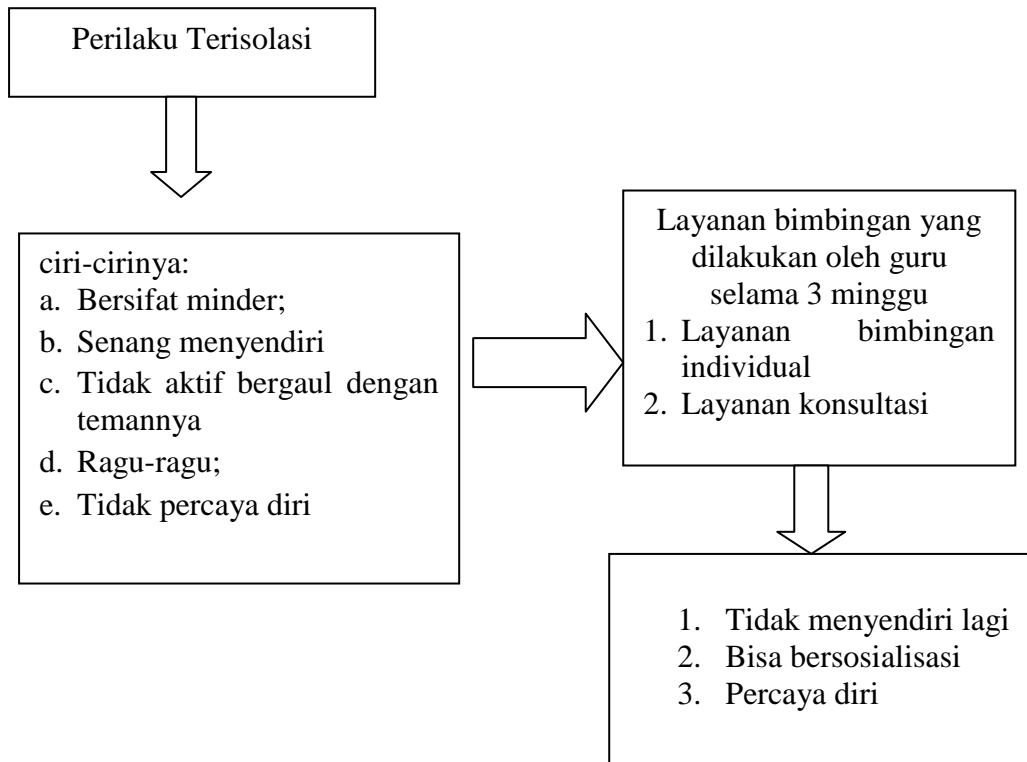 Perilaku Terisolasi
ciri-cirinya:
a. Bersifat minder;
b. Senang menyendiri
c. Tidak aktif bergaul dengan
temannya
d. Ragu-ragu;
e. Tidak percaya diri
Layanan bimbingan yang
dilakukan oleh guru
selama 3 minggu
1. Layanan bimbingan
individual
2. Layanan konsultasi
1. Tidak menyendiri lagi
2. Bisa bersosialisasi
3. Percaya diri